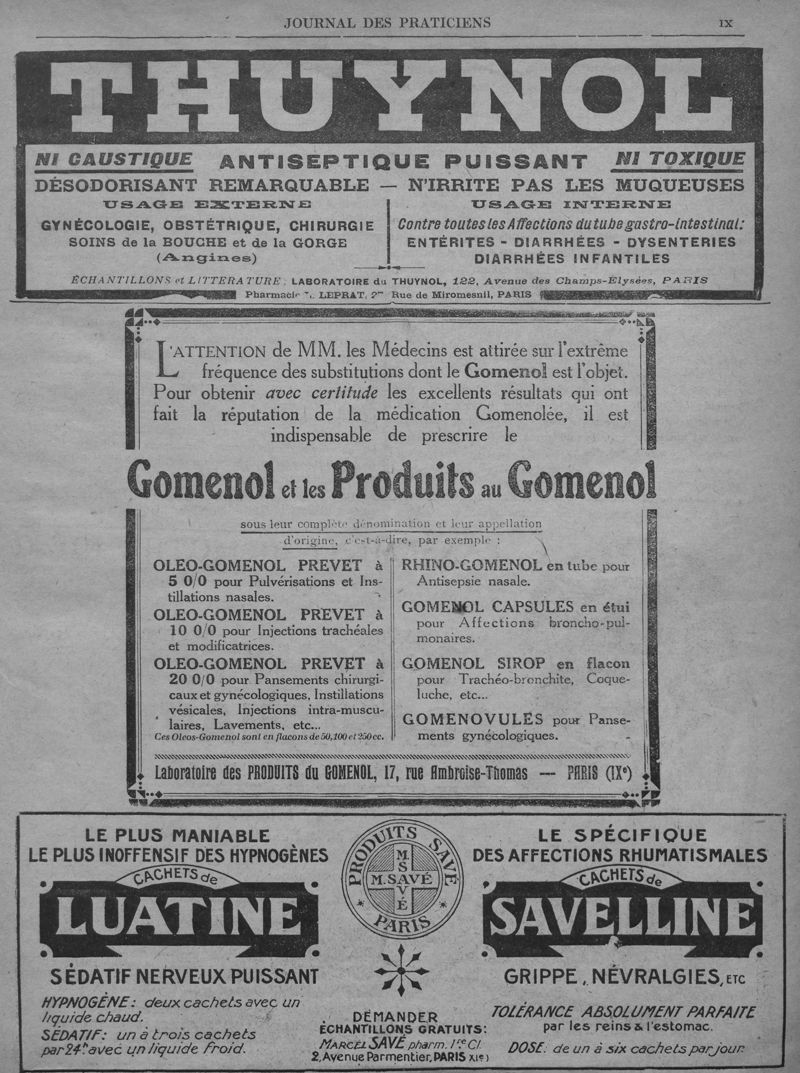 JOURNAL DES PRATICIENS
IX
THUYNOL
NI CAUSTIQUE ANTISEPTIQUE PUISSANT NI TOXIQUE
DÉSODORISANT REMARQUABLE — N'IRRITE PAS LES MUQUEUSES
USAGE EXTERNE
GYNÉCOLOGIE, OBSTÉTRIQUE, CHIRURGIE
SOINS de la BOUCHE et de la GORGE
(Angines)
USAGE INTERNE
Contre toutes les Affections du tube gastro-intestinal:
ENTÉRITES - DIARRHÉES - DYSENTERIES
DIARRHÉES INFANTILES
ÉCHANTILLONS et LITTERATURE: LABORATOIRE du THUYNOL, 122, Avenue des Champs-Élysées, PARIS
Pharmacie LEPRAT, Rue de Miromesnil, PARIS
L'ATTENTION de MM. les Médecins est attirée sur l'extrême
fréquence des substitutions dont le Gomenol est l'objet.
Pour obtenir avec certitude les excellents résultats qui ont
fait la réputation de la médication Gomenolée, il est
indispensable de prescrire le
Gomenol et les Produits au Gomenol
sous leur complète dénomination et leur appellation
d'origine, c'est-a-dire, par exemple :
OLEO-GOMENOL PREVET à
5 0/0 pour Pulvérisations et Ins-
tillations nasales.
OLEO-GOMENOL PREVET à
10 0/0 pour Injections trachéales
et modificatrices.
OLEO-GOMENOL PREVET à
20 0/0 pour Pansements chirurgi-
caux et gynécologiques, Instillations
vésicales, Injections intra-muscu-
laires, Lavements, etc...
Ces Oleos-Gomenol sont en flacons de 50, 100 et 250 cc.
RHINO-GOMENOL en tube pour
Antisepsie nasale.
GOMENOL CAPSULES en étui
pour Affections broncho-pul-
monaires.
GOMENOL SIROP en flacon
pour Trachéo-bronchite, Coque-
luche, etc...
GOMENOVULES pour Panse-
ments gynécologiques.
Laboratoire des PRODUITS du GOMENOL, 17, rue Ambroise-Thomas — PARIS (IXe)
LE PLUS MANIABLE
LE PLUS INOFFENSIF DES HYPNOGÈNES
CACHETS de
LUATINE
SÉDATIF NERVEUX PUISSANT
HYPNOGÈNE: deux cachets avec un
liquide chaud.
SÉDATIF: un à trois cachets
par 24h avec un liquide froid.
PRODUITS SAVÉ
M. SAVÉ
M. SAVÉ
PARIS
DEMANDER
ÉCHANTILLONS GRATUITS:
MARCEL SAVÉ pharm. 1re Cl.
2, Avenue Parmentier, PARIS XIe)
LE SPÉCIFIQUE
DES AFFECTIONS RHUMATISMALES
CACHETS de
SAVELLINE
GRIPPE, NÉVRALGIES, ETC
TOLÉRANCE ABSOLUMENT PARFAITE
par les reins & l'estomac.
DOSE. de un à six cachets par jour.